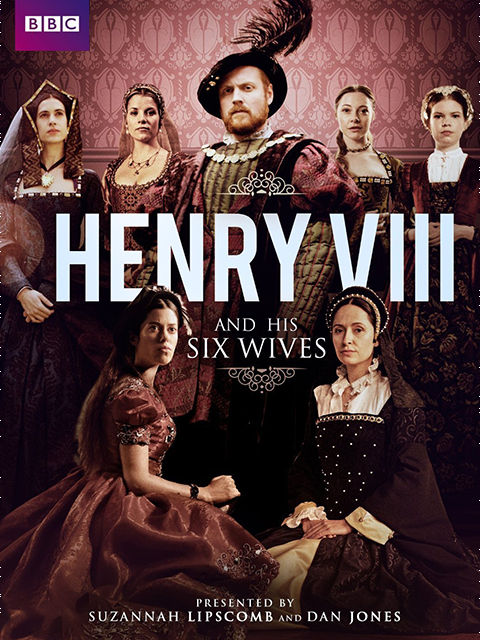 BBC
HENRY VIII
AND HIS
SIX WIVES
PRESENTED BY
SUZANNAH LIPSCOMB AND DAN JONES